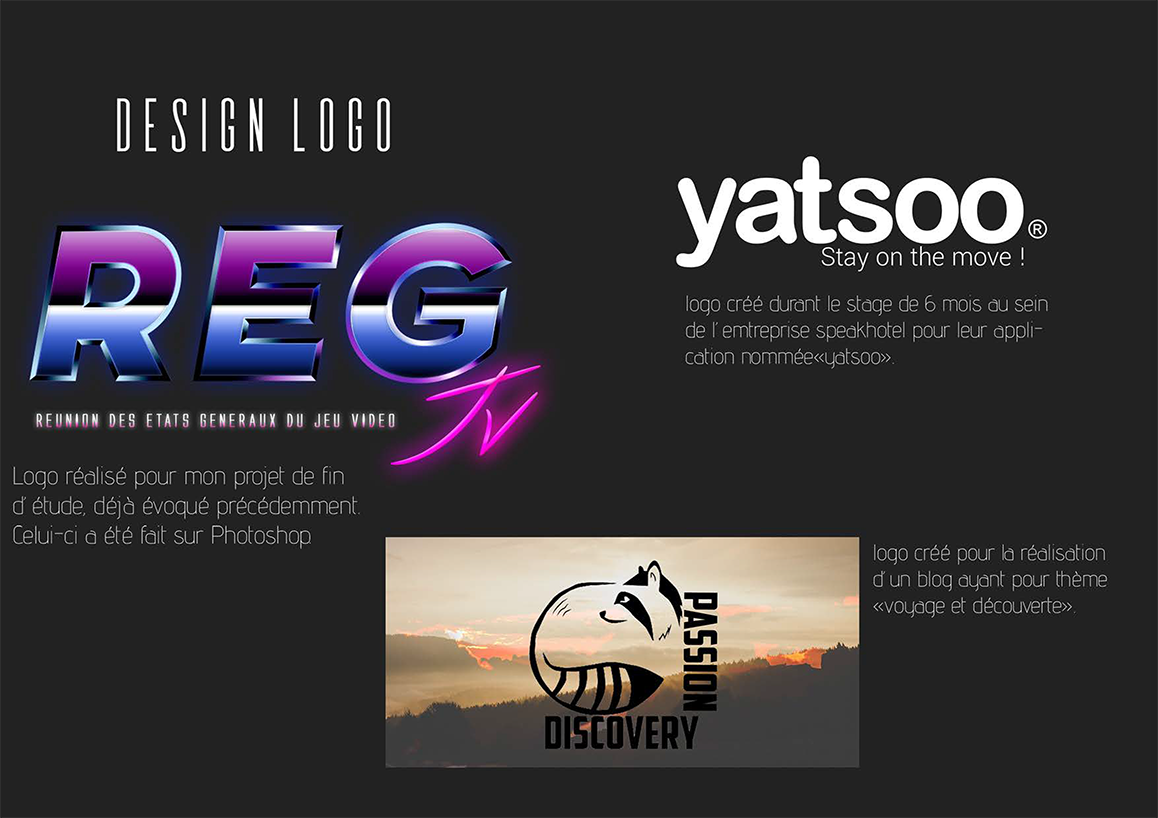 DESIGN LOGO
REG
TV
REUNION DES ETATS GENERAUX DU JEU VIDEO
Logo réalisé pour mon projet de fin
d' étude, déjà évoqué précédemment.
Celui-ci a été fait sur Photoshop.
yatsoo®
Stay on the move !
logo créé durant le stage de 6 mois au sein
de l' emtreprise speakhotel pour leur appli-
cation nommée«yatsoo».
PASSION
DISCOVERY
logo créé pour la réalisation
d' un blog ayant pour thème
«voyage et découverte».